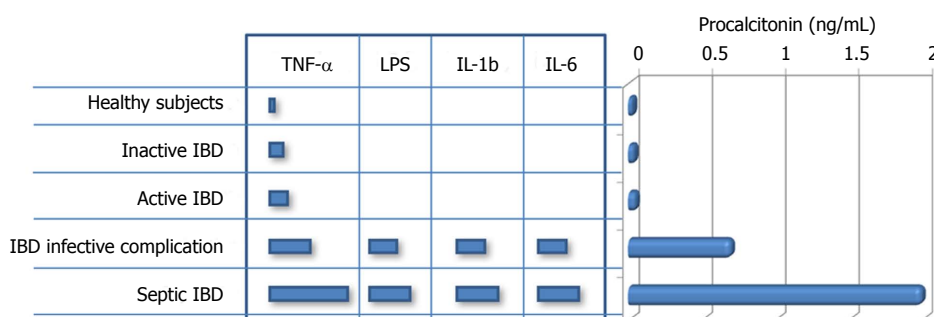 Procalcitonin (ng/mL)
0 0.5 1 1.5 2
TNF-α LPS IL-1b IL-6
Healthy subjects
Inactive IBD
Active IBD
IBD infective complication
Septic IBD